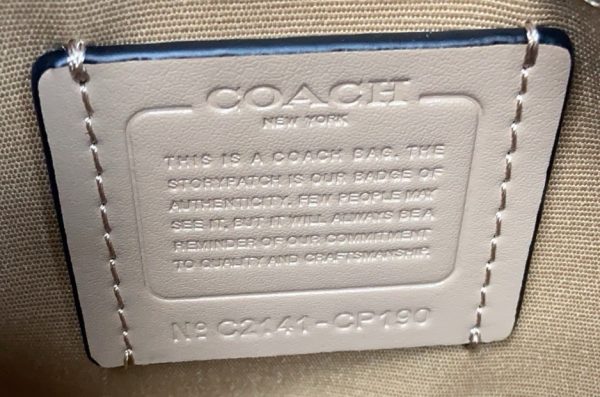 COACH
NEW YORK
THIS IS A COACH BAG. THE
STORYPATCH IS OUR BADGE OF
AUTHENTICITY. FEW PEOPLE MAY
SEE IT, BUT IT WILL ALWAYS BE A
REMINDER OF OUR COMMITMENT
TO QUALITY AND CRAFTSMANSHIP.
Nº C2141-CP190